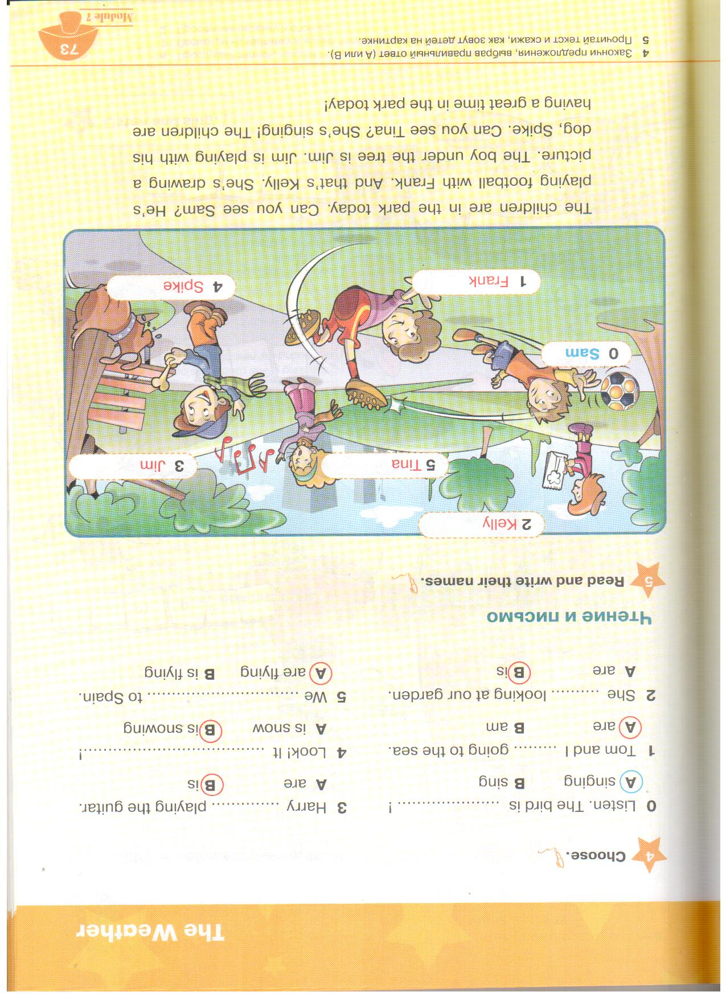 The Weather
4 Choose.
0 Listen. The bird is ..................... !
A singing B sing
1 Tom and I ......... going to the sea.
A are B am
2 She .......... looking at our garden.
A are B is
3 Harry .............. playing the guitar.
A are B is
4 Look! It .....................................!
A is snow B is snowing
5 We ............................... to Spain.
A are flying B is flying
Чтение и письмо
5 Read and write their names.
2 Kelly
5 Tina
3 Jim
0 Sam
1 Frank
4 Spike
The children are in the park today. Can you see Sam? He's
playing football with Frank. And that's Kelly. She's drawing a
picture. The boy under the tree is Jim. Jim is playing with his
dog, Spike. Can you see Tina? She's singing! The children are
having a great time in the park today!
4 Закончи предложения, выбрав правильный ответ (А или В).
5 Прочитай текст и скажи, как зовут детей на картинке.
73
Module 7